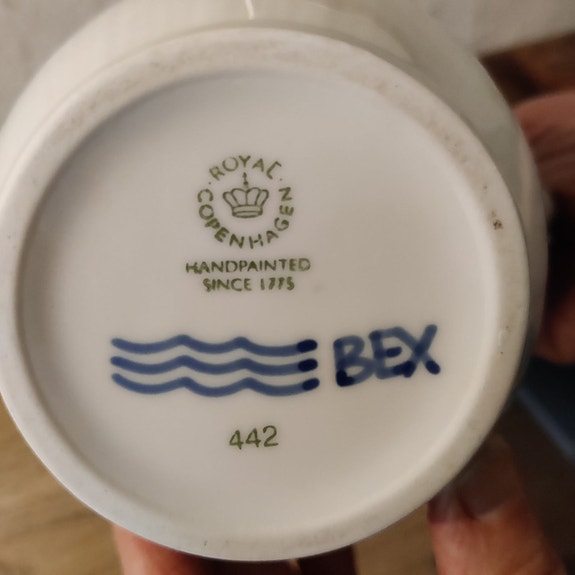 ROYAL
COPENHAGEN
HANDPAINTED
SINCE 1775
BEX
442